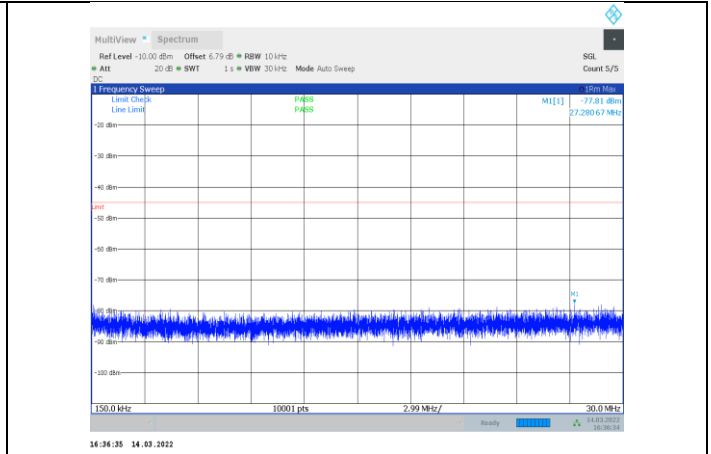 MultiView Spectrum
Ref Level -10.00 dBm Offset 6.79 dB RBW 10 kHz SGL
Att 20 dB SWT 1 s VBW 30 kHz Mode Auto Sweep Count 5/5
DC
1 Frequency Sweep 1Rm Max
Limit Check PASS M1[1] -77.81 dBm
Line Limit PASS 27.280 67 MHz
-20 dBm
-30 dBm
-40 dBm
Limit
-50 dBm
-60 dBm
-70 dBm
M1
-80 dBm
-90 dBm
-100 dBm
150.0 kHz 10001 pts 2.99 MHz/ 30.0 MHz
Ready 14.03.2022
16:36:34
16:36:35 14.03.2022